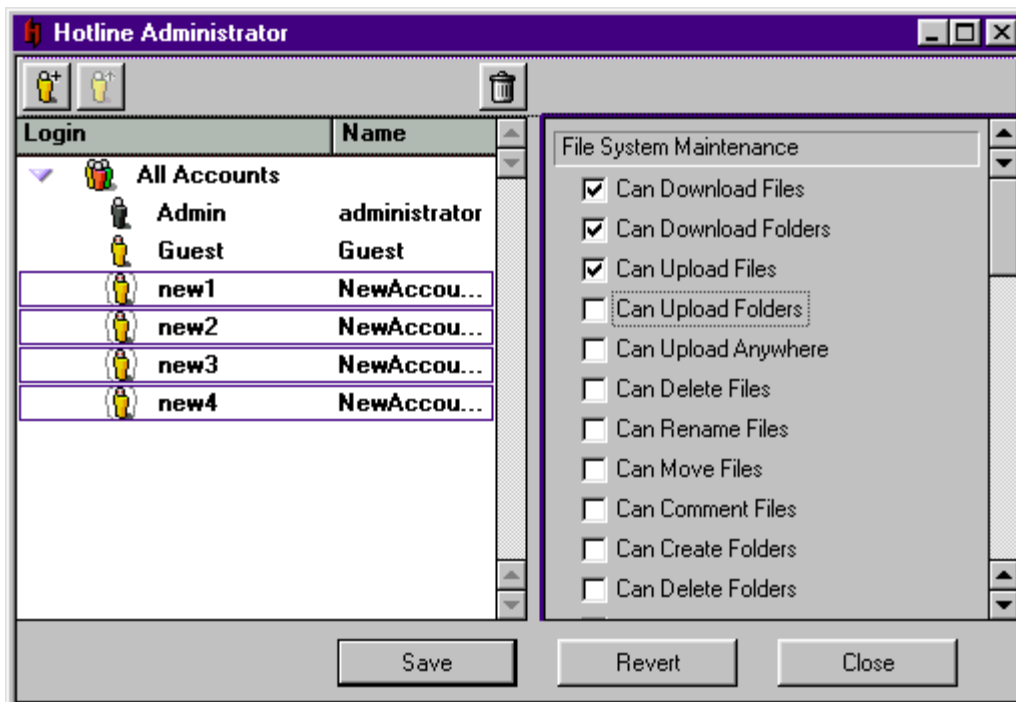 Hotline Administrator
Login Name
All Accounts
Admin administrator
Guest Guest
new1 NewAccou...
new2 NewAccou...
new3 NewAccou...
new4 NewAccou...
File System Maintenance
Can Download Files
Can Download Folders
Can Upload Files
Can Upload Folders
Can Upload Anywhere
Can Delete Files
Can Rename Files
Can Move Files
Can Comment Files
Can Create Folders
Can Delete Folders
Save Revert Close